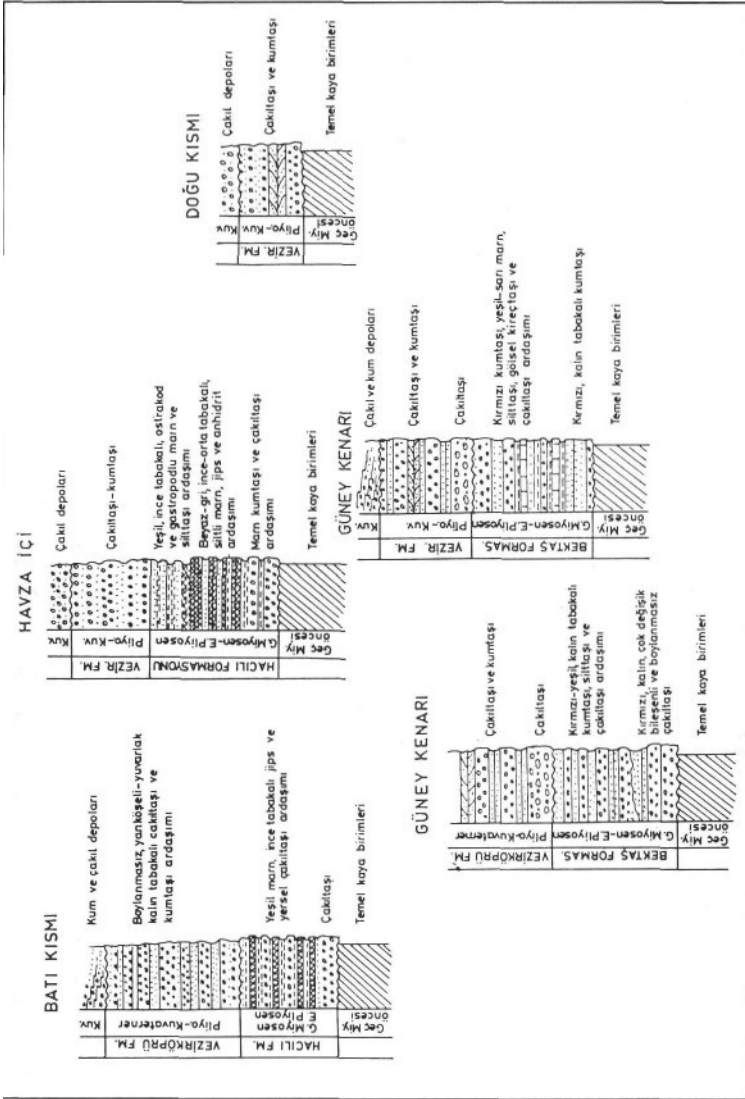 BATI KISMI
Kum ve çakıl depoları
Boylanmasız, yarıköşeli-yuvarlak
kalın tabakalı çakıltaşı ve
kumtaşı ardaşımı
Yeşil marn, ince tabakalı jips ve
yersel çakıltaşı ardaşımı
Çakıltaşı
Temel kaya birimleri
Kuv.
Pliya-Kuvaterner
G.Miyosen
E Pliyosen
Geç Miy.
öncesi
VEZİRKÖPRÜ FM.
HACILI FM.
HAVZA İÇİ
Çakıl depoları
Çakıltaşı-kumtaşı
Yeşil, ince tabakalı, ostrakod
ve gastropodlu marn ve
silttaşı ardaşımı
Beyaz-gri, ince-orta tabakalı,
siltli marn, jips ve anhidrit
ardaşımı
Marn kumtaşı ve çakıltaşı
ardaşımı
Temel kaya birimleri
Kuv.
Pliya-Kuv.
G.Miyosen-E.Pliyosen
Geç Miy.
öncesi
VEZİR. FM.
HACILI FORMASYONU
DOĞU KISMI
Çakıl depoları
Çakıltaşı ve kumtaşı
Temel kaya birimleri
Kuv.
Pliya-Kuv.
Geç Miy.
öncesi
VEZİR. FM.
GÜNEY KENARI
Çakıltaşı ve kumtaşı
Çakıltaşı
Kırmızı-yeşil, kalın tabakalı
kumtaşı, silttaşı ve
çakıltaşı ardaşımı
Kırmızı, kalın, çok değişik
bileşenli ve boylanmasız
çakıltaşı
Temel kaya birimleri
Pliya-Kuvaterner
G.Miyosen-E.Pliyosen
Geç Miy.
öncesi
VEZİRKÖPRÜ FM.
BEKTAŞ FORMAS.
GÜNEY KENARI
Çakıl ve kum depoları
Çakıltaşı ve kumtaşı
Çakıltaşı
Kırmızı kumtaşı, yeşil-sarı marn,
silttaşı, gölsel kireçtaşı ve
çakıltaşı ardaşımı
Kırmızı, kalın tabakalı kumtaşı
Temel kaya birimleri
Kuv.
Pliya-Kuv.
G.Miyosen-E.Pliyosen
Geç Miy.
öncesi
VEZİR. FM.
BEKTAŞ FORMAS.